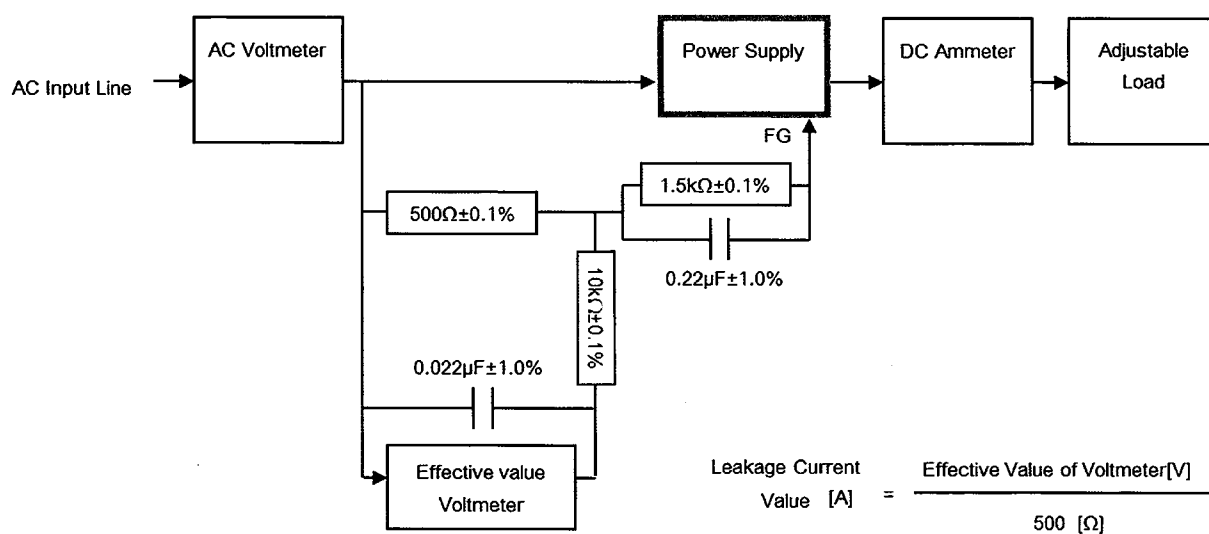 AC Input Line
AC Voltmeter
Power Supply
DC Ammeter
Adjustable
Load
FG
1.5kΩ±0.1%
500Ω±0.1%
0.22µF±1.0%
10kΩ±0.1%
0.022µF±1.0%
Effective value
Voltmeter
Leakage Current
Value [A] = Effective Value of Voltmeter[V]
500 [Ω]